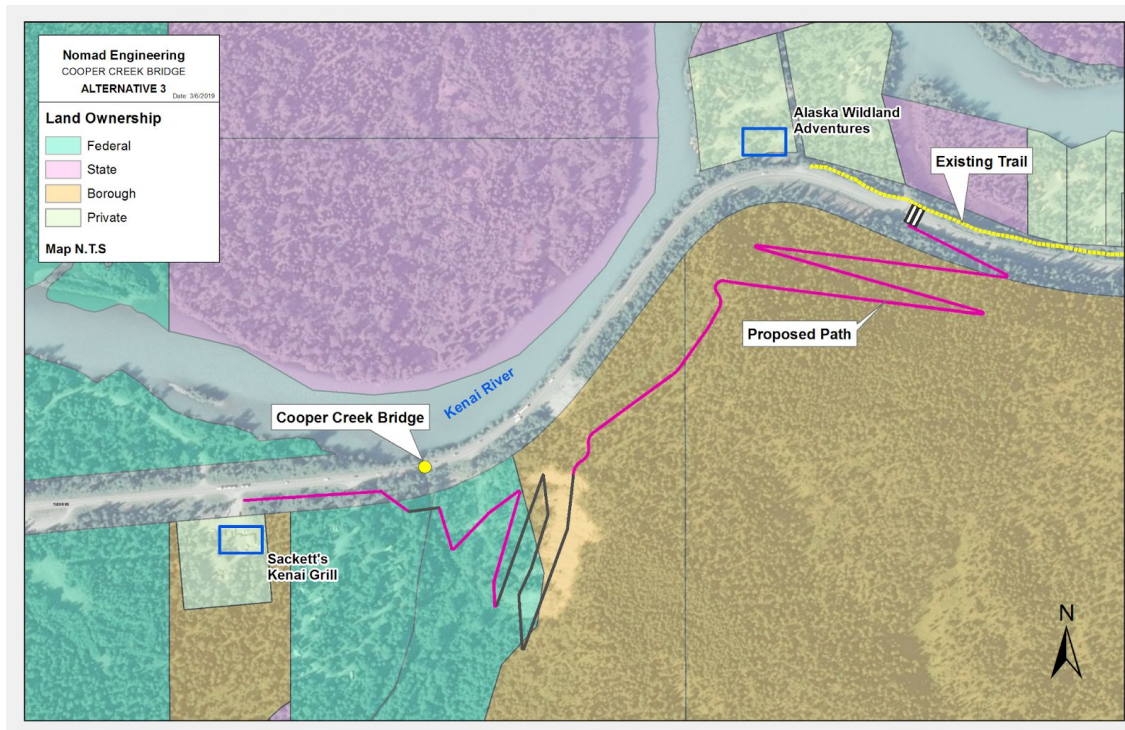 Nomad Engineering
COOPER CREEK BRIDGE
ALTERNATIVE 3
Date: 3/6/2019
Land Ownership
Federal
State
Borough
Private
Map N.T.S
Alaska Wildland
Adventures
Existing Trail
Proposed Path
Kenai River
Cooper Creek Bridge
Sackett's
Kenai Grill
N